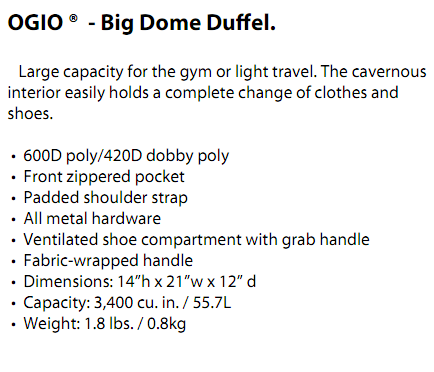 OGIO ® - Big Dome Duffel.
Large capacity for the gym or light travel. The cavernous
interior easily holds a complete change of clothes and
shoes.
• 600D poly/420D dobby poly
• Front zippered pocket
• Padded shoulder strap
• All metal hardware
• Ventilated shoe compartment with grab handle
• Fabric-wrapped handle
• Dimensions: 14”h x 21”w x 12” d
• Capacity: 3,400 cu. in. / 55.7L
• Weight: 1.8 lbs. / 0.8kg